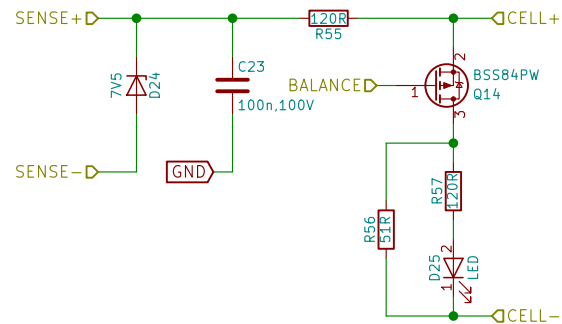 SENSE+
120R
R55
CELL+
7V5
D24
C23
100n,100V
BALANCE
1
2
BSS84PW
Q14
3
SENSE-
GND
R56
51R
R57
120R
D25
2
1
LED
CELL-